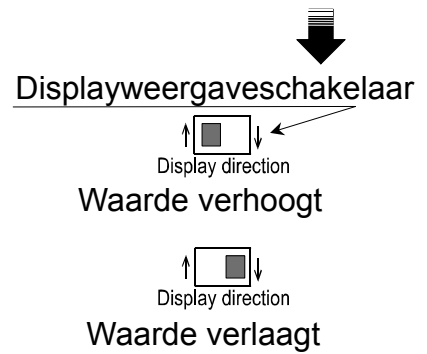 Displayweergaveschakelaar
Display direction
Waarde verhoogt
Display direction
Waarde verlaagt